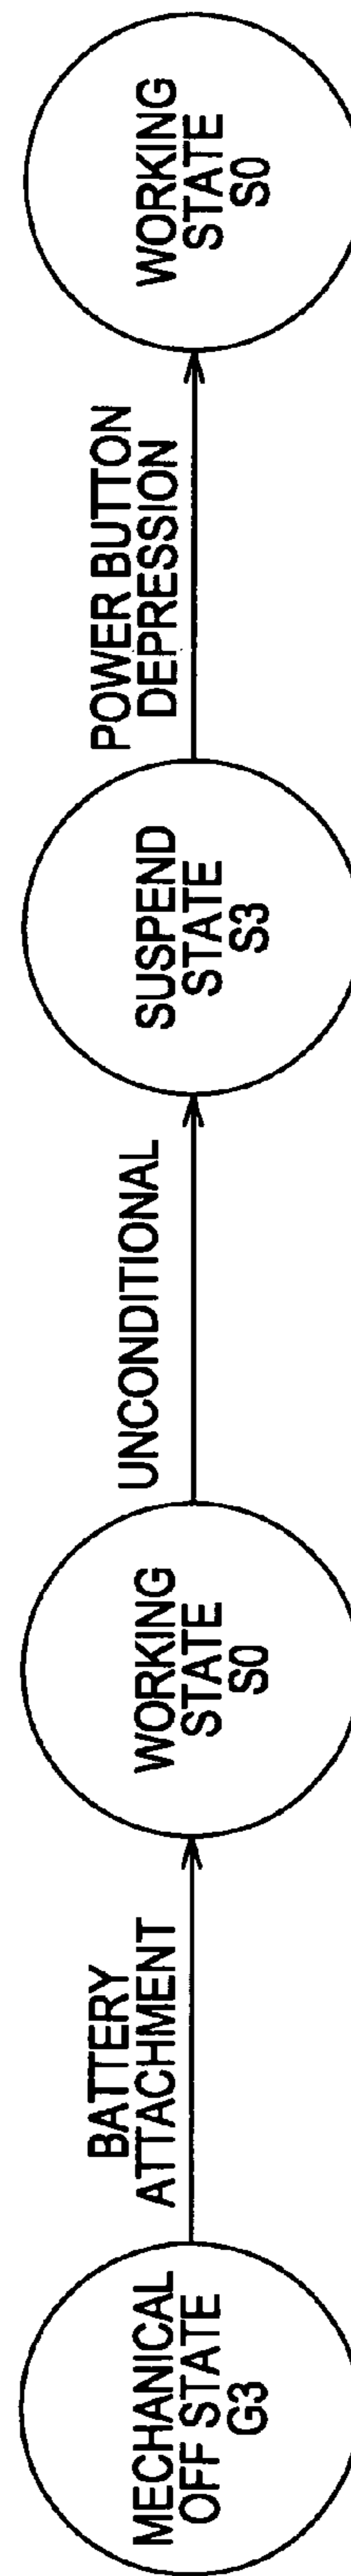 MECHANICAL
OFF STATE
G3
BATTERY
ATTACHMENT
WORKING
STATE
S0
UNCONDITIONAL
SUSPEND
STATE
S3
POWER BUTTON
DEPRESSION
WORKING
STATE
S0